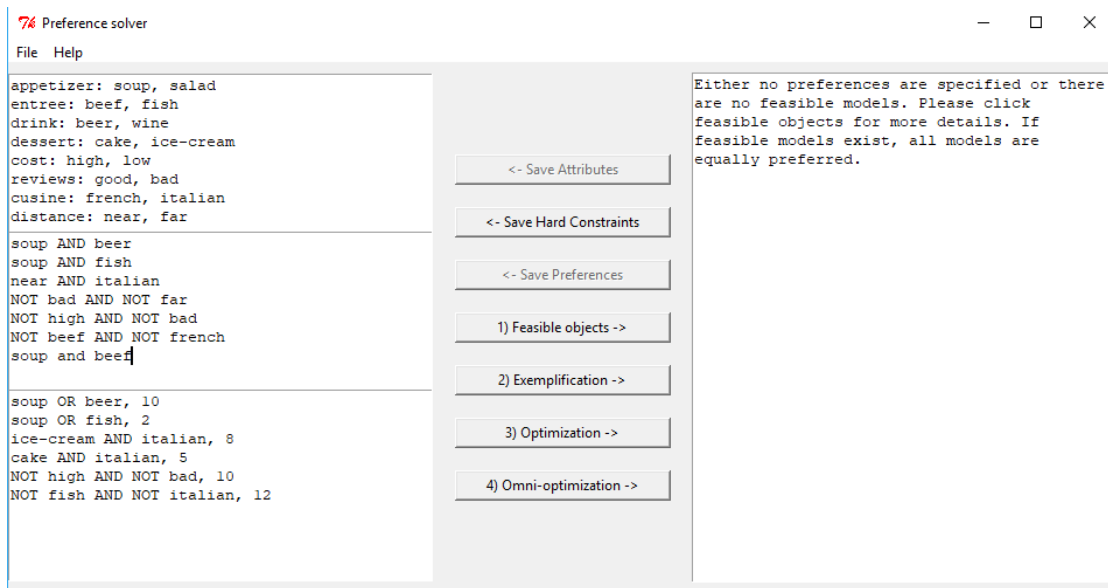 Preference solver
File Help
appetizer: soup, salad
entree: beef, fish
drink: beer, wine
dessert: cake, ice-cream
cost: high, low
reviews: good, bad
cusine: french, italian
distance: near, far
soup AND beer
soup AND fish
near AND italian
NOT bad AND NOT far
NOT high AND NOT bad
NOT beef AND NOT french
soup and beef
soup OR beer, 10
soup OR fish, 2
ice-cream AND italian, 8
cake AND italian, 5
NOT high AND NOT bad, 10
NOT fish AND NOT italian, 12
<- Save Attributes
<- Save Hard Constraints
<- Save Preferences
1) Feasible objects ->
2) Exemplification ->
3) Optimization ->
4) Omni-optimization ->
Either no preferences are specified or there
are no feasible models. Please click
feasible objects for more details. If
feasible models exist, all models are
equally preferred.